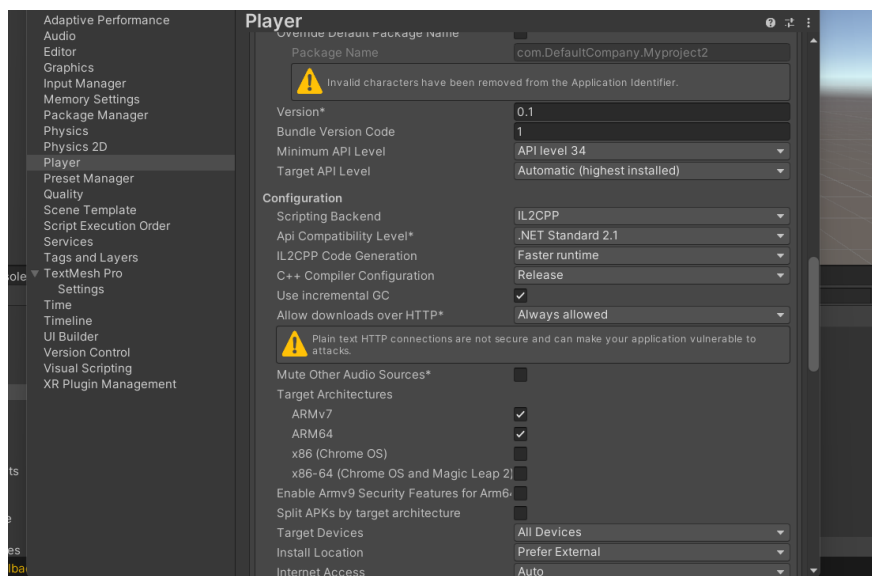 Adaptive Performance
Audio
Editor
Graphics
Input Manager
Memory Settings
Package Manager
Physics
Physics 2D
Player
Preset Manager
Quality
Scene Template
Script Execution Order
Services
Tags and Layers
TextMesh Pro
Settings
Time
Timeline
UI Builder
Version Control
Visual Scripting
XR Plugin Management
Player
Override Default Package Name
Package Name com.DefaultCompany.Myproject2
Invalid characters have been removed from the Application Identifier.
Version* 0.1
Bundle Version Code 1
Minimum API Level API level 34
Target API Level Automatic (highest installed)
Configuration
Scripting Backend IL2CPP
Api Compatibility Level* .NET Standard 2.1
IL2CPP Code Generation Faster runtime
C++ Compiler Configuration Release
Use incremental GC
Allow downloads over HTTP* Always allowed
Plain text HTTP connections are not secure and can make your application vulnerable to
attacks.
Mute Other Audio Sources*
Target Architectures
ARMv7
ARM64
x86 (Chrome OS)
x86-64 (Chrome OS and Magic Leap 2)
Enable Armv9 Security Features for Arm64
Split APKs by target architecture
Target Devices All Devices
Install Location Prefer External
Internet Access Auto